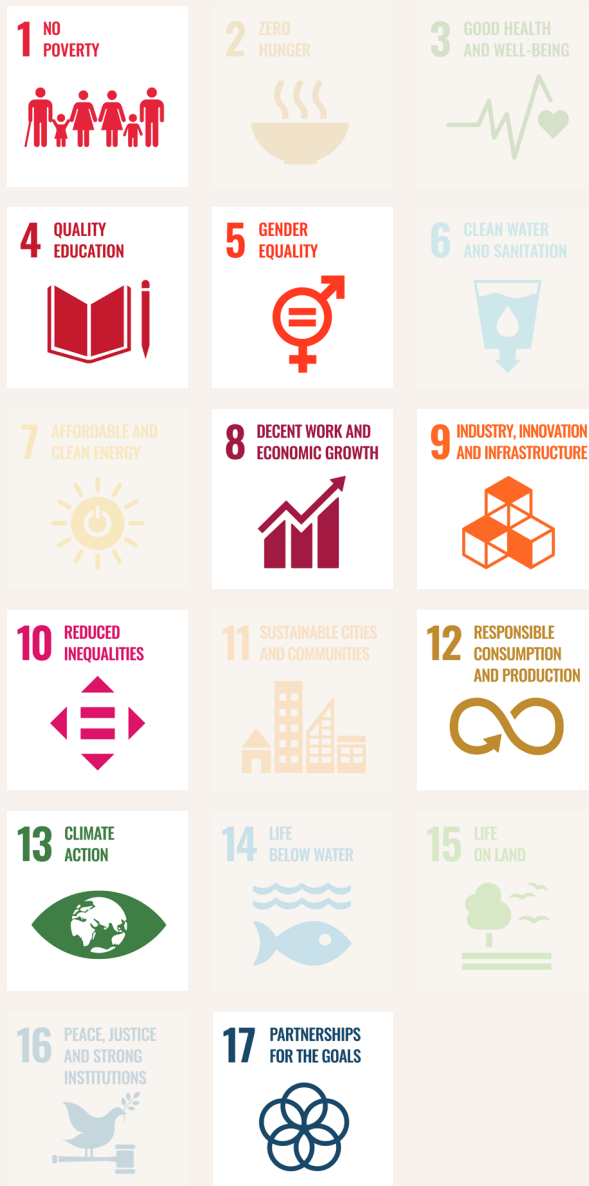 1 NO
POVERTY
2 ZERO
HUNGER
3 GOOD HEALTH
AND WELL-BEING
4 QUALITY
EDUCATION
5 GENDER
EQUALITY
6 CLEAN WATER
AND SANITATION
7 AFFORDABLE AND
CLEAN ENERGY
8 DECENT WORK AND
ECONOMIC GROWTH
9 INDUSTRY, INNOVATION
AND INFRASTRUCTURE
10 REDUCED
INEQUALITIES
11 SUSTAINABLE CITIES
AND COMMUNITIES
12 RESPONSIBLE
CONSUMPTION
AND PRODUCTION
13 CLIMATE
ACTION
14 LIFE
BELOW WATER
15 LIFE
ON LAND
16 PEACE, JUSTICE
AND STRONG
INSTITUTIONS
17 PARTNERSHIPS
FOR THE GOALS